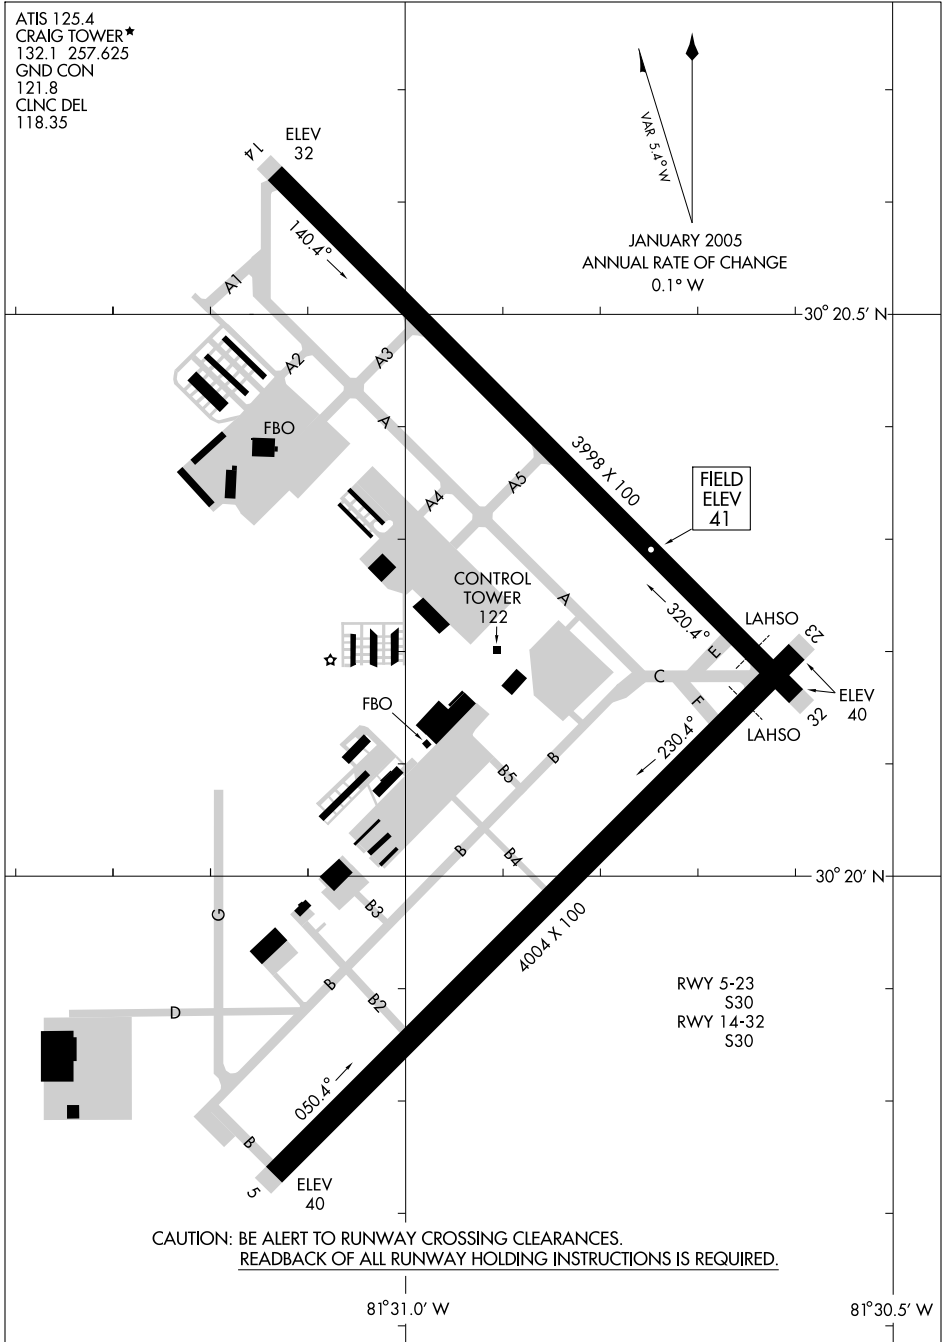 ATIS 125.4
CRAIG TOWER★
132.1 257.625
GND CON
121.8
CLNC DEL
118.35
ELEV
32
14
VAR 5.4° W
JANUARY 2005
ANNUAL RATE OF CHANGE
0.1° W
140.4°
A1
30° 20.5' N
A2
A3
A
FBO
3998 X 100
A4
A5
FIELD
ELEV
41
CONTROL
TOWER
122
A
320.4°
LAHSO
23
E
C
F
ELEV
40
32
LAHSO
FBO
230.4°
B
B5
B
B4
30° 20' N
G
B3
4004 X 100
B
B2
D
RWY 5-23
S30
RWY 14-32
S30
050.4°
B
5
ELEV
40
CAUTION: BE ALERT TO RUNWAY CROSSING CLEARANCES.
READBACK OF ALL RUNWAY HOLDING INSTRUCTIONS IS REQUIRED.
81°31.0' W
81°30.5' W